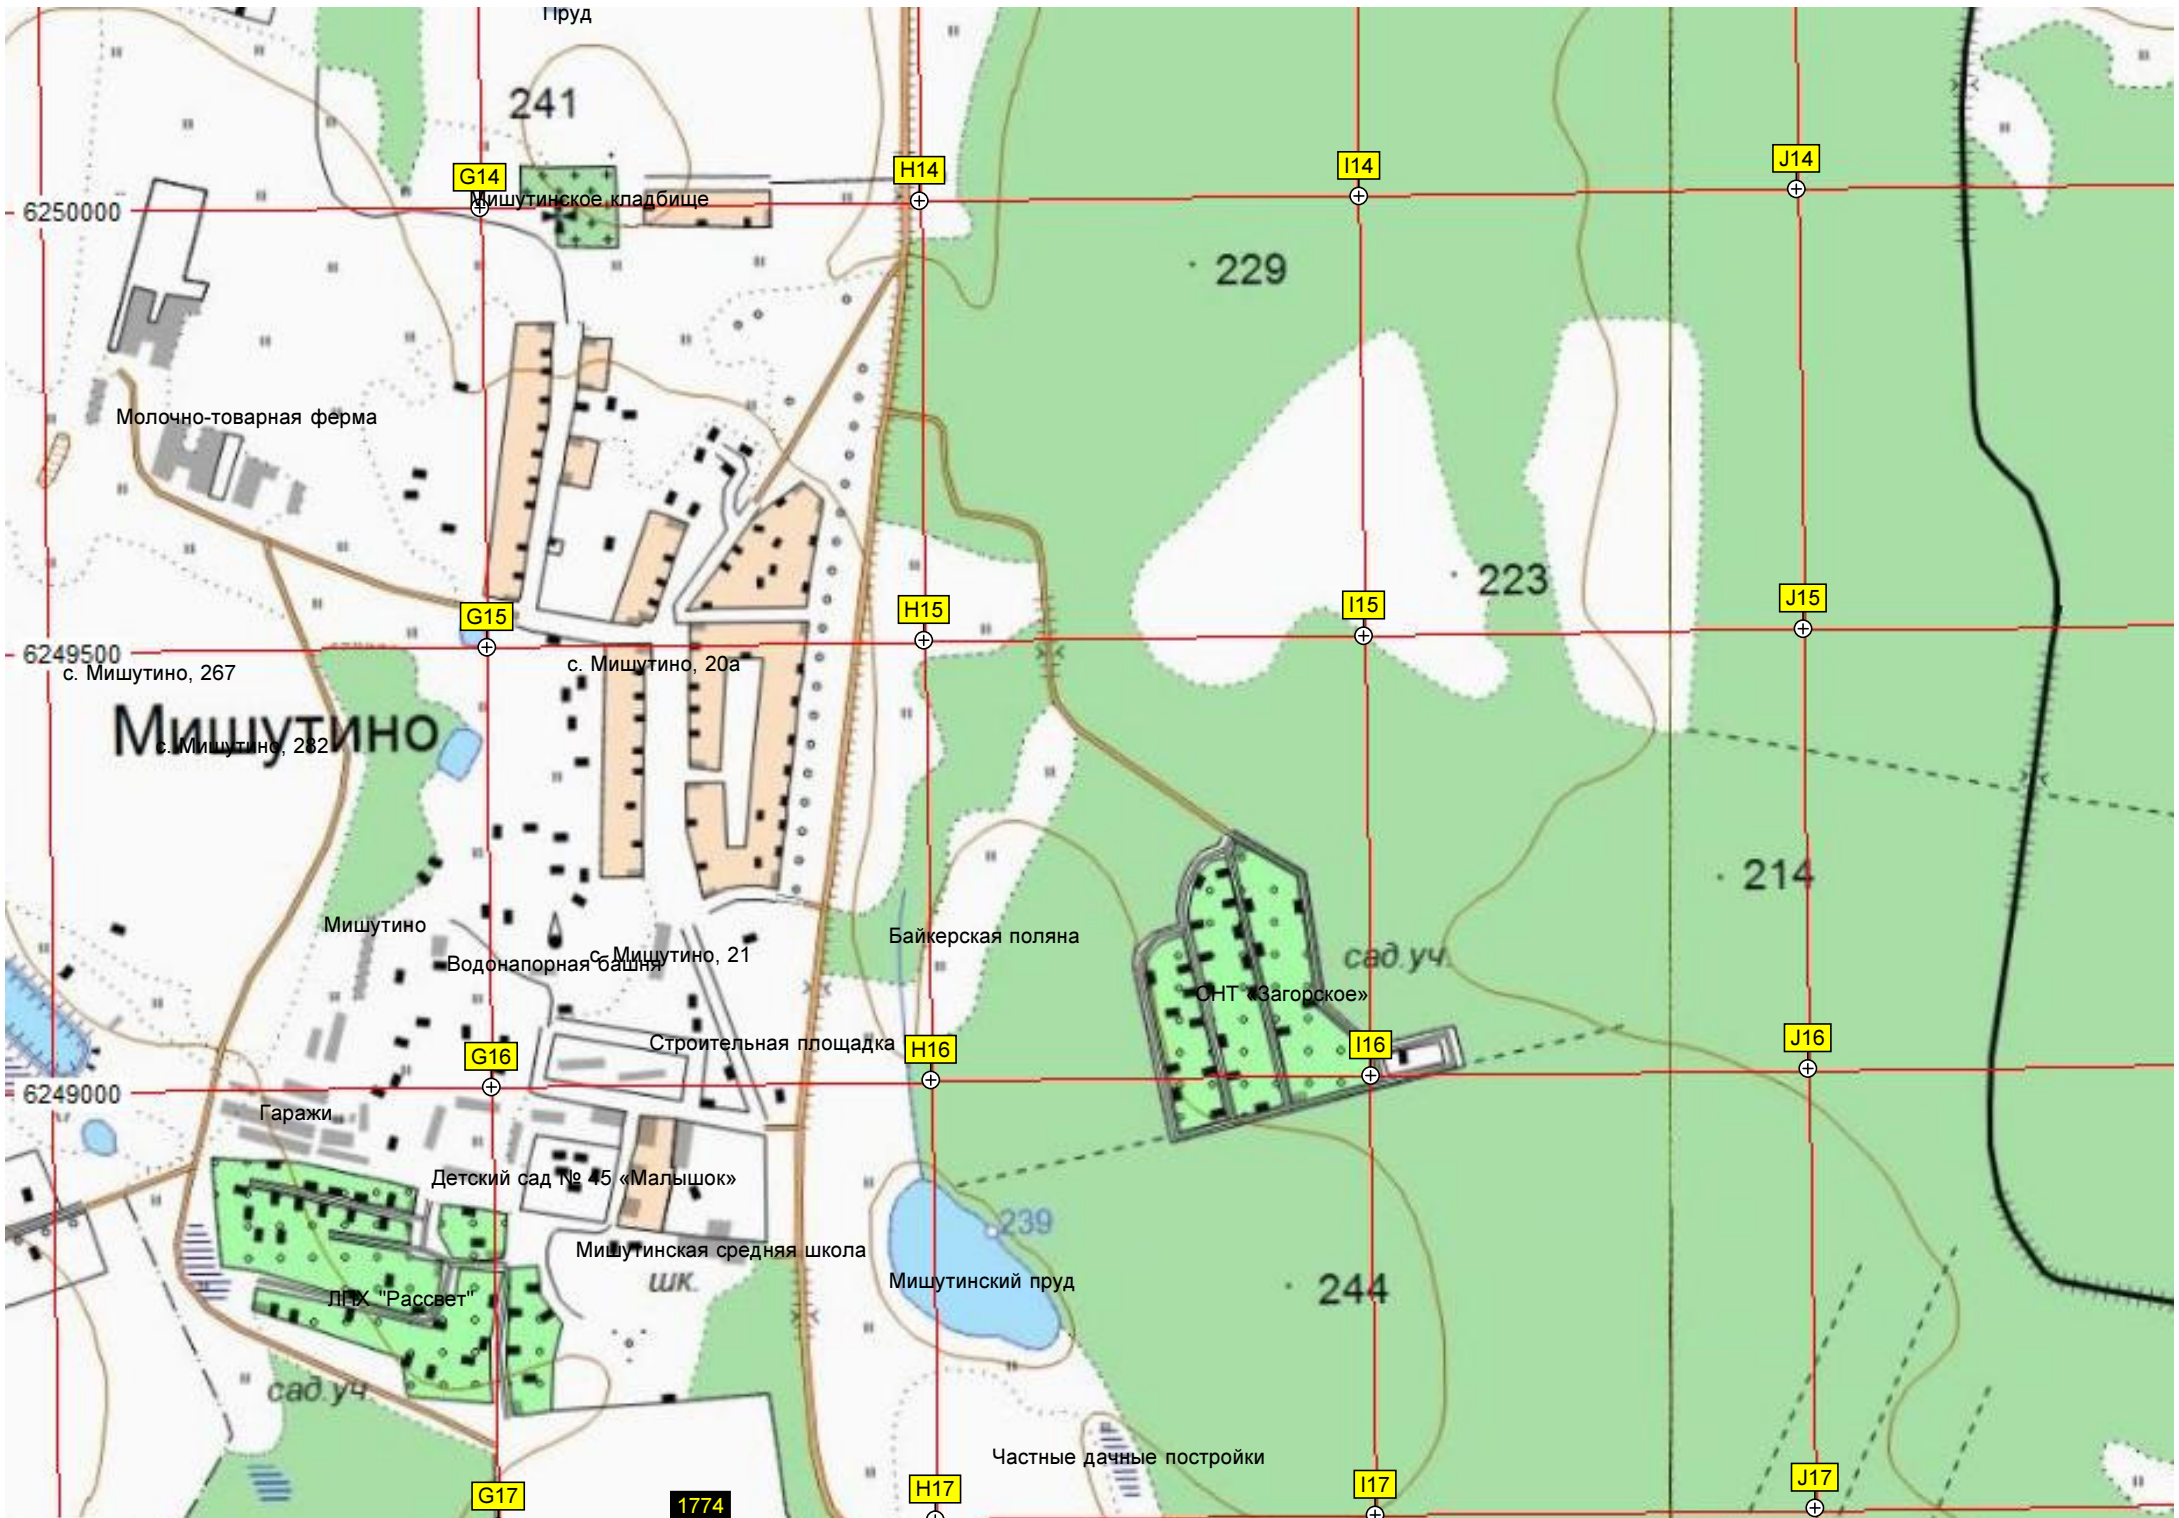 Пруд
241
G14
H14
I14
J14
Мишутинское кладбище
6250000
229
Молочно-товарная ферма
223
G15
H15
I15
J15
6249500
с. Мишутино, 267
с. Мишутино, 20а
Мишутино
с. Мишутино, 282
214
Мишутино
Байкерская поляна
с. Мишутино, 21
Водонапорная башня
сад.уч.
СНТ «Загорское»
Строительная площадка
G16
H16
I16
J16
6249000
Гаражи
Детский сад № 45 «Малышок»
239
Мишутинская средняя школа
шк.
Мишутинский пруд
244
ЛПХ "Рассвет"
сад.уч.
Частные дачные постройки
G17
1774
H17
I17
J17